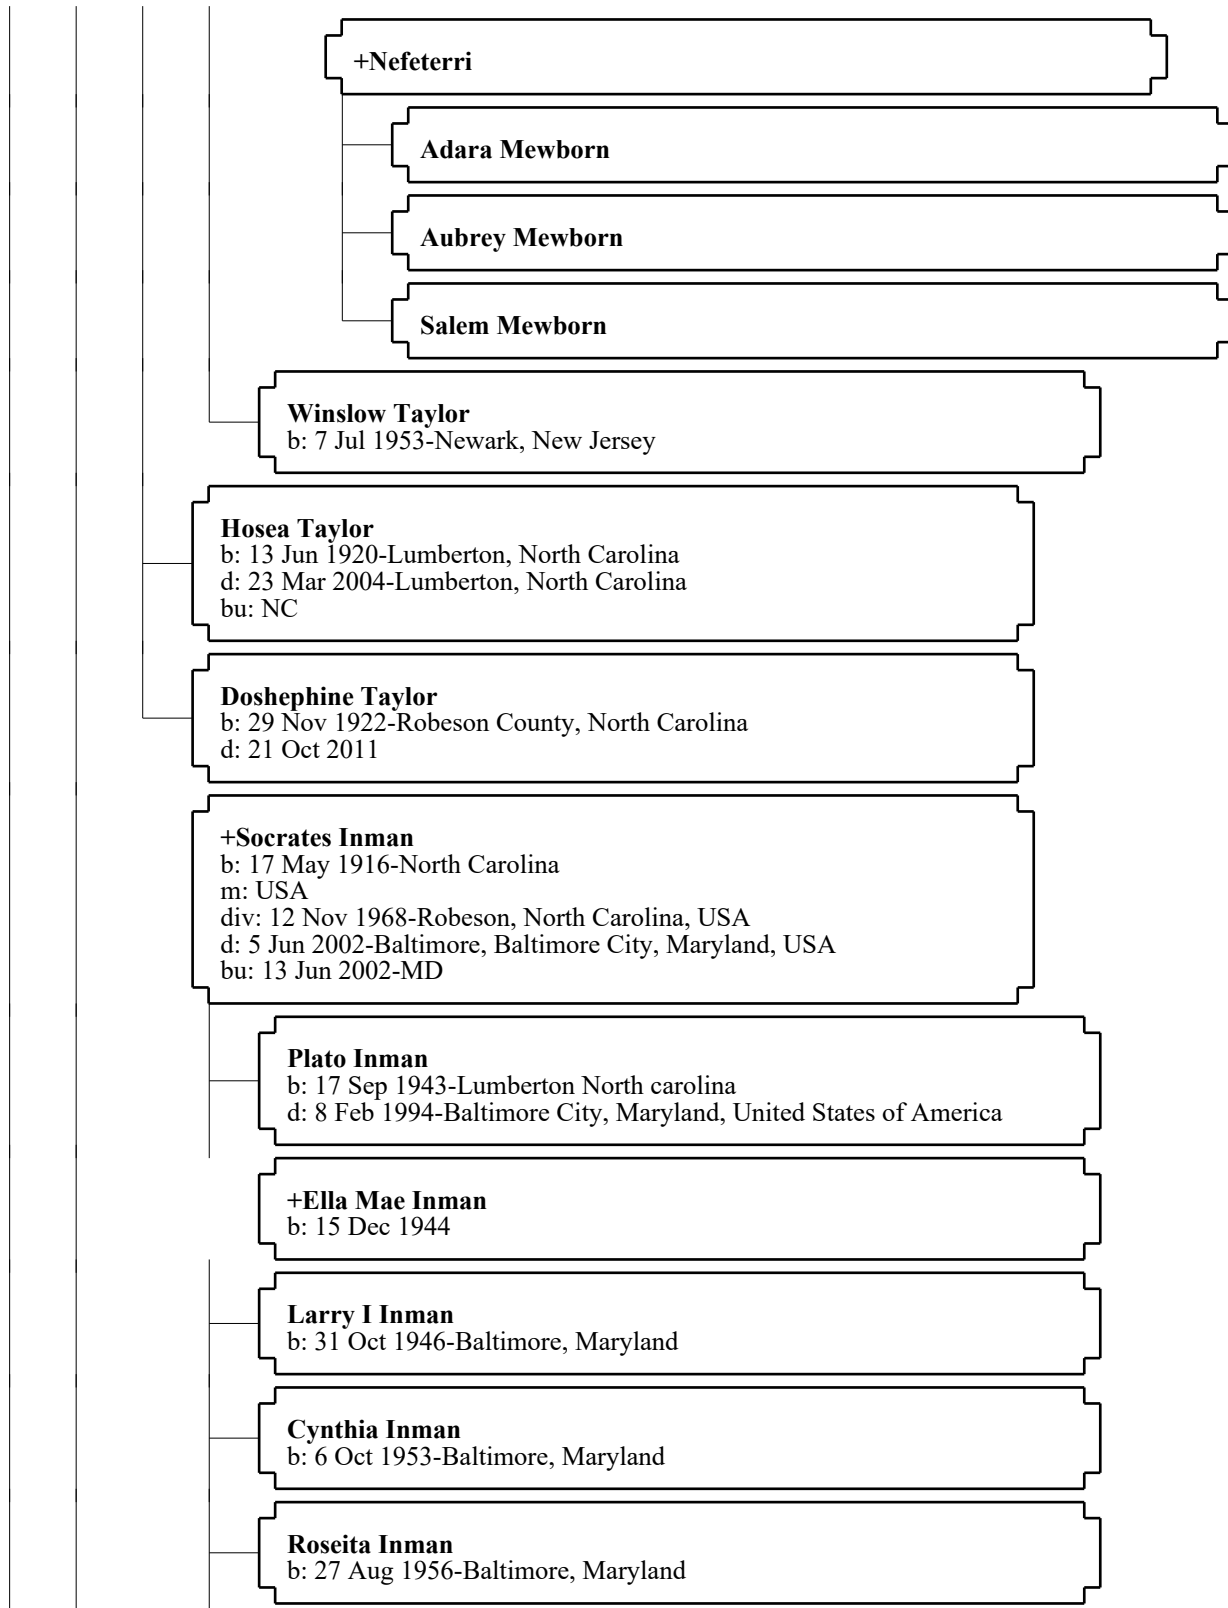 +Nefeterri
Adara Mewborn
Aubrey Mewborn
Salem Mewborn
Winslow Taylor
b: 7 Jul 1953-Newark, New Jersey
Hosea Taylor
b: 13 Jun 1920-Lumberton, North Carolina
d: 23 Mar 2004-Lumberton, North Carolina
bu: NC
Doshephine Taylor
b: 29 Nov 1922-Robeson County, North Carolina
d: 21 Oct 2011
+Socrates Inman
b: 17 May 1916-North Carolina
m: USA
div: 12 Nov 1968-Robeson, North Carolina, USA
d: 5 Jun 2002-Baltimore, Baltimore City, Maryland, USA
bu: 13 Jun 2002-MD
Plato Inman
b: 17 Sep 1943-Lumberton North carolina
d: 8 Feb 1994-Baltimore City, Maryland, United States of America
+Ella Mae Inman
b: 15 Dec 1944
Larry I Inman
b: 31 Oct 1946-Baltimore, Maryland
Cynthia Inman
b: 6 Oct 1953-Baltimore, Maryland
Roseita Inman
b: 27 Aug 1956-Baltimore, Maryland